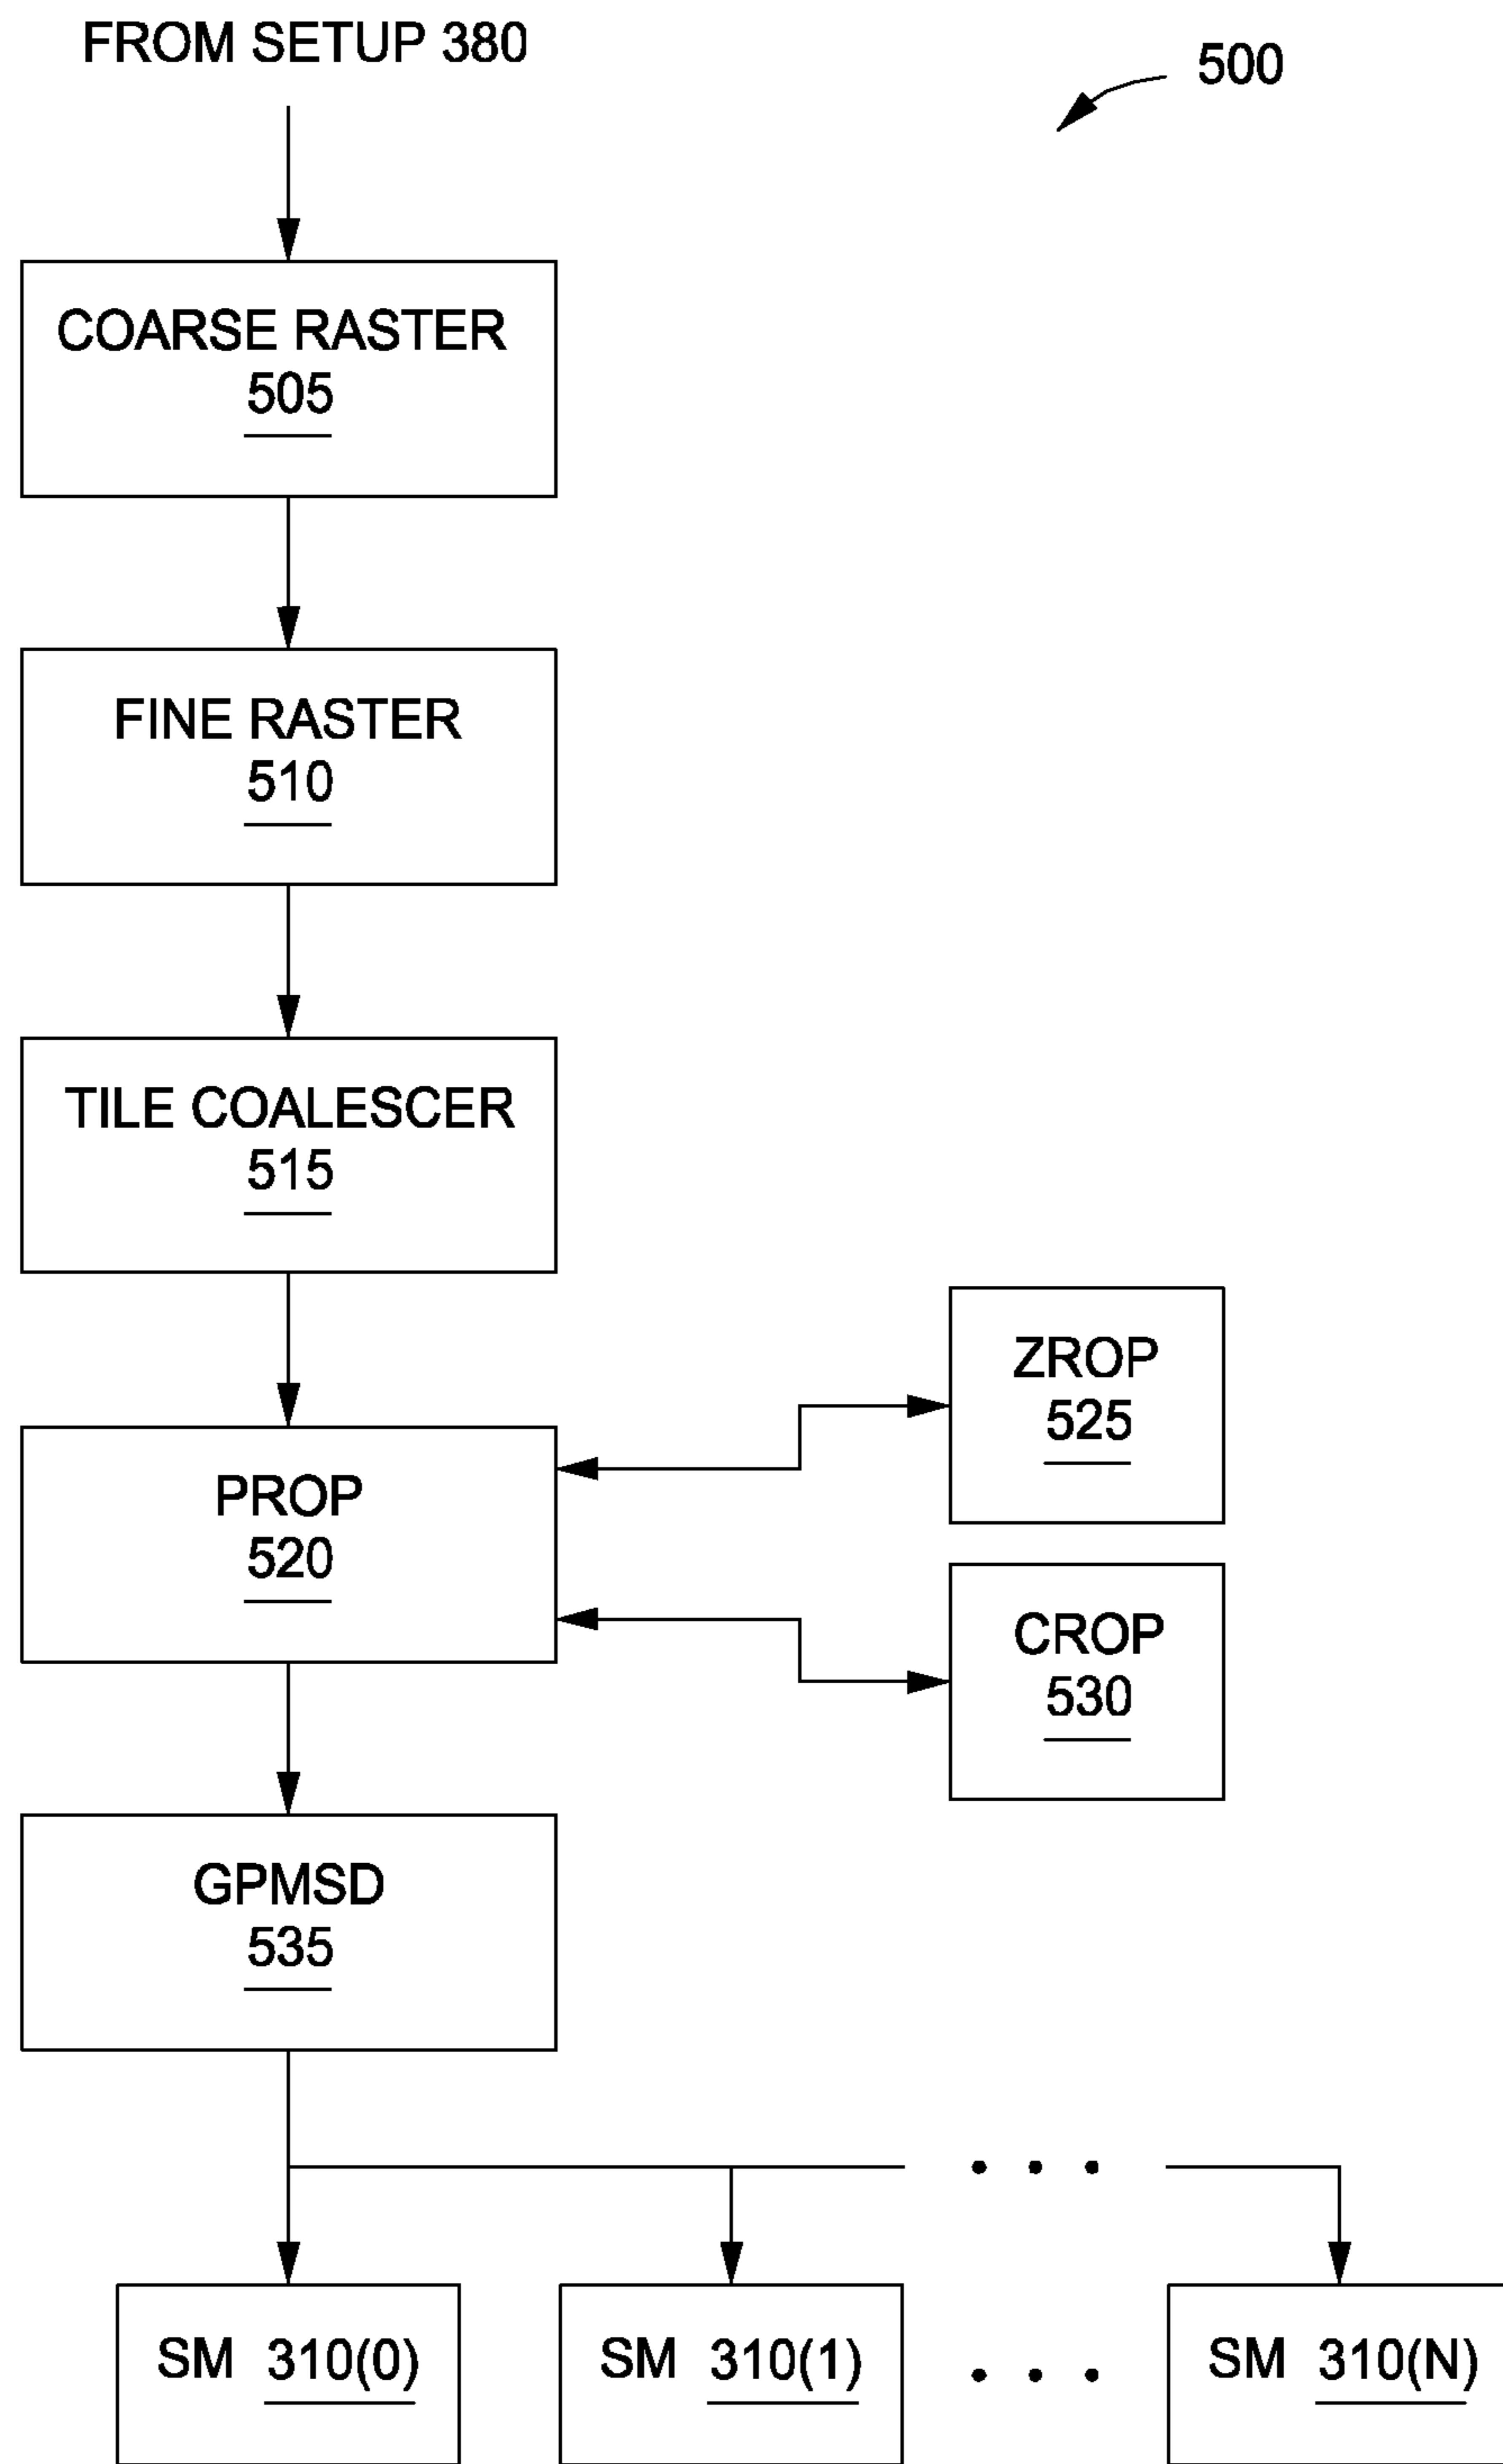 FROM SETUP 380
500
COARSE RASTER
505
FINE RASTER
510
TILE COALESCER
515
ZROP
525
PROP
520
CROP
530
GPMSD
535
. . .
SM 310(0)
SM 310(1)
. . .
SM 310(N)